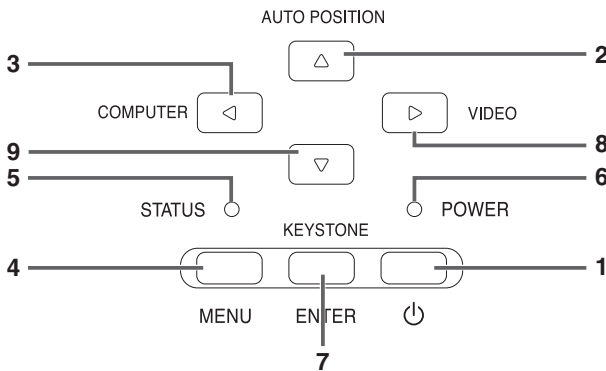 AUTO POSITION
2
3
COMPUTER
VIDEO
8
9
5
6
STATUS
POWER
KEYSTONE
4
1
MENU
ENTER
7